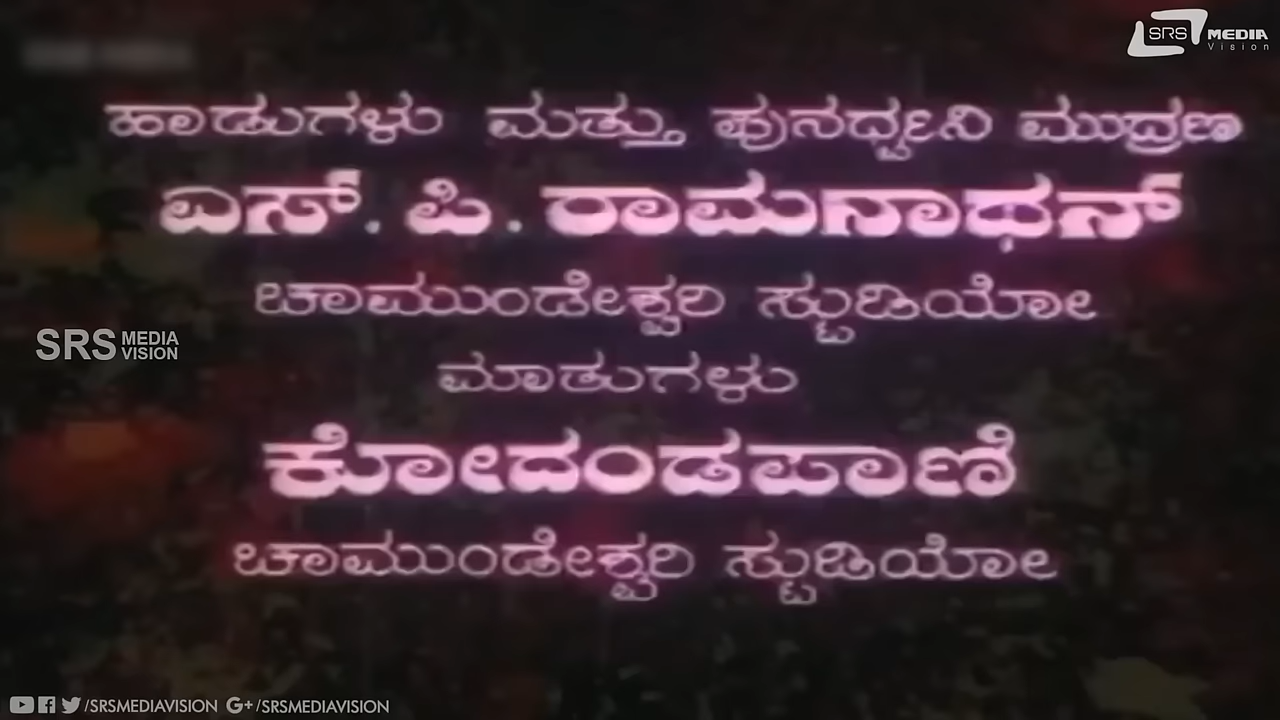 SRS MEDIA
Vision
ಹಾಡುಗಳು ಮತ್ತು ಪುನರ್ಧ್ವನಿ ಮುದ್ರಣ
ಎಸ್. ಪಿ. ರಾಮನಾಥನ್
ಚಾಮುಂಡೇಶ್ವರಿ ಸ್ಟುಡಿಯೋ
SRS MEDIA
VISION
ಮಾತುಗಳು
ಕೋದಂಡಪಾಣಿ
ಚಾಮುಂಡೇಶ್ವರಿ ಸ್ಟುಡಿಯೋ
/SRSMEDIAVISION G+/SRSMEDIAVISION